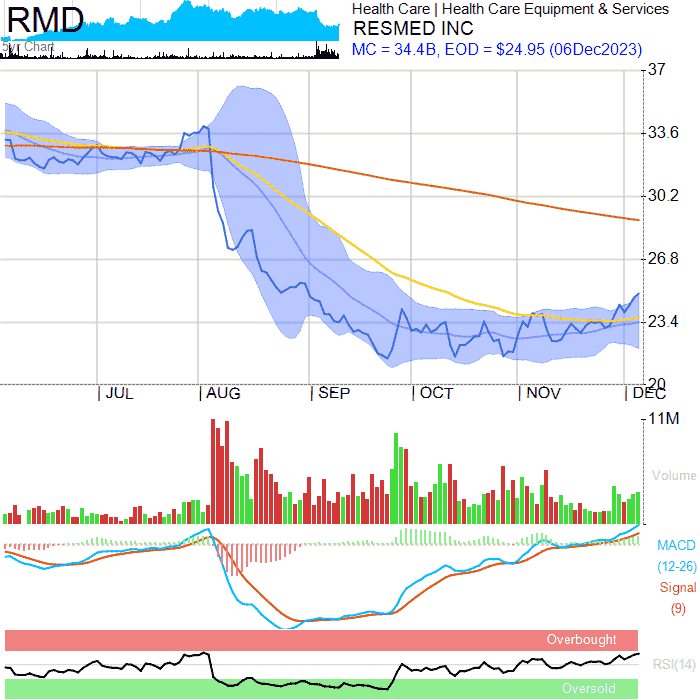 RMD
5yr Chart
Health Care | Health Care Equipment & Services
RESMED INC
MC = 34.4B, EOD = $24.95 (06Dec2023)
37
33.6
30.2
26.8
23.4
20
JUL
AUG
SEP
OCT
NOV
DEC
11M
Volume
MACD
(12-26)
Signal
(9)
Overbought
RSI(14)
Oversold